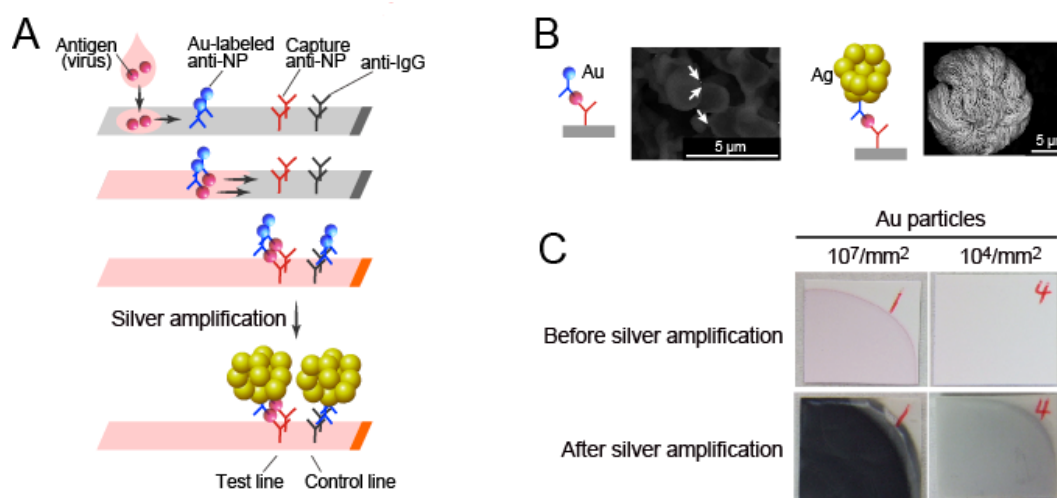 A
Antigen
(virus)
Au-labeled
anti-NP
Capture
anti-NP
anti-IgG
Silver amplification
Test line
Control line
B
Au
5 µm
Ag
5 µm
C
Au particles
10⁷/mm²
10⁴/mm2
Before silver amplification
1
4
After silver amplification
1
4